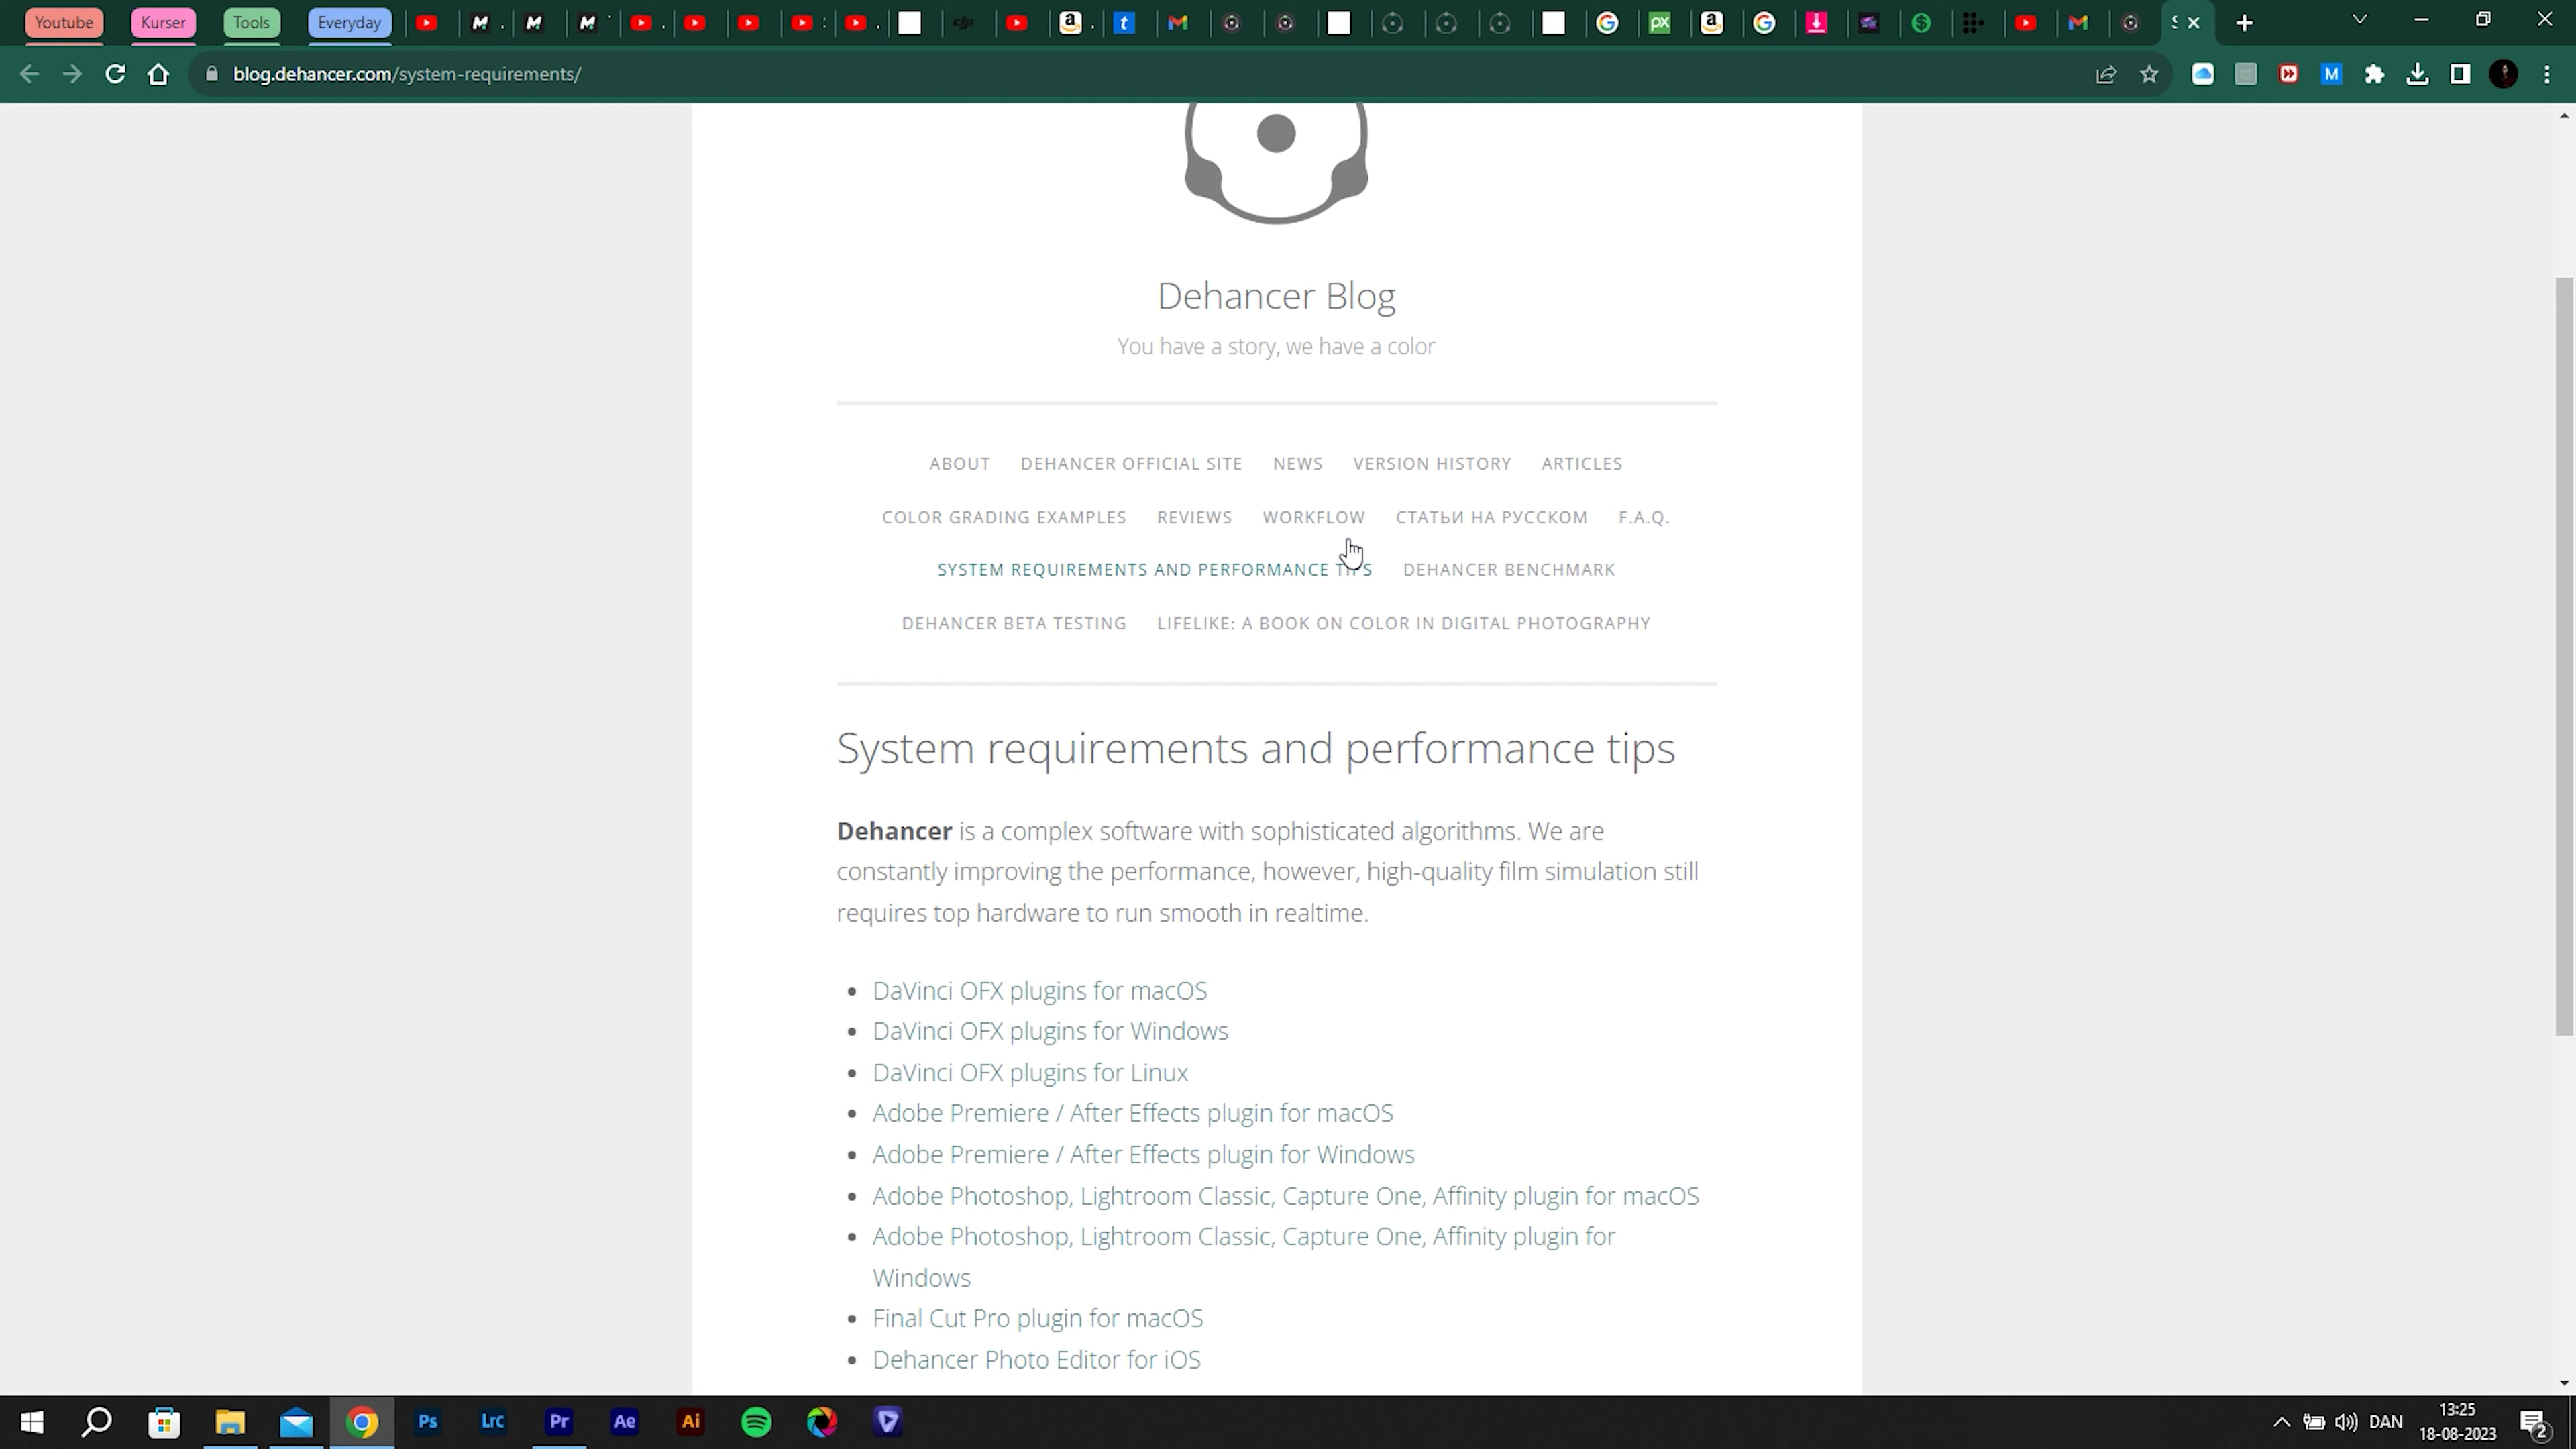 Youtube Kurser Tools Everyday
blog.dehancer.com/system-requirements/
Dehancer Blog
You have a story, we have a color
ABOUT DEHANCER OFFICIAL SITE NEWS VERSION HISTORY ARTICLES
COLOR GRADING EXAMPLES REVIEWS WORKFLOW СТАТЬИ НА РУССКОМ F.A.Q.
SYSTEM REQUIREMENTS AND PERFORMANCE TIPS DEHANCER BENCHMARK
DEHANCER BETA TESTING LIFELIKE: A BOOK ON COLOR IN DIGITAL PHOTOGRAPHY
System requirements and performance tips
Dehancer is a complex software with sophisticated algorithms. We are
constantly improving the performance, however, high-quality film simulation still
requires top hardware to run smooth in realtime.
• DaVinci OFX plugins for macOS
• DaVinci OFX plugins for Windows
• DaVinci OFX plugins for Linux
• Adobe Premiere / After Effects plugin for macOS
• Adobe Premiere / After Effects plugin for Windows
• Adobe Photoshop, Lightroom Classic, Capture One, Affinity plugin for macOS
• Adobe Photoshop, Lightroom Classic, Capture One, Affinity plugin for
Windows
• Final Cut Pro plugin for macOS
• Dehancer Photo Editor for iOS
Ps Lrc Pr Ae Ai
DAN
13:25
18-08-2023
2